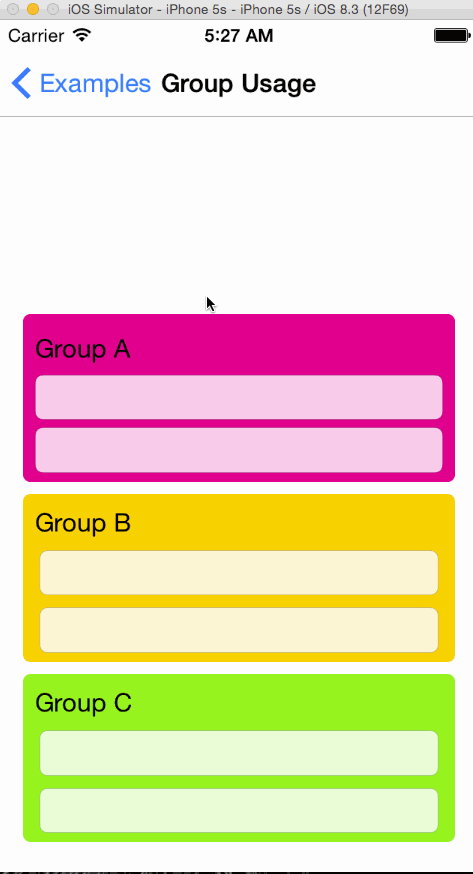 iOS Simulator - iPhone 5s - iPhone 5s / iOS 8.3 (12F69)
Carrier 5:27 AM
Examples Group Usage
Group A
Group B
Group C